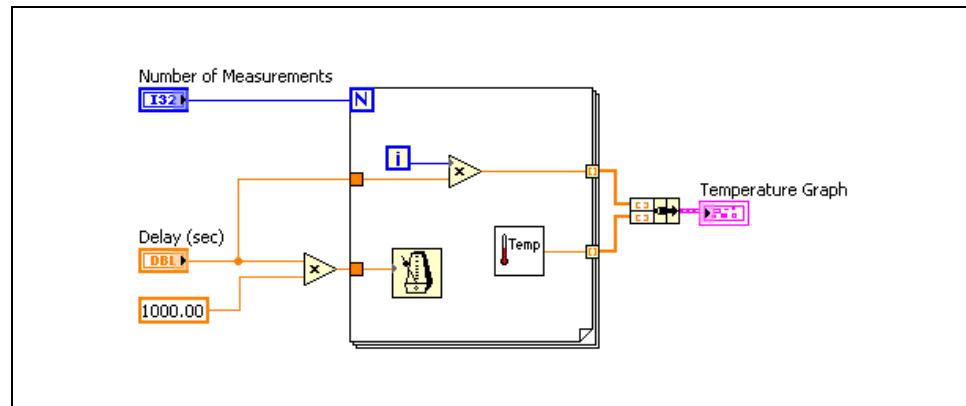 Number of Measurements
I32
N
i
x
Temperature Graph
Temp
Delay (sec)
DBL
x
1000.00